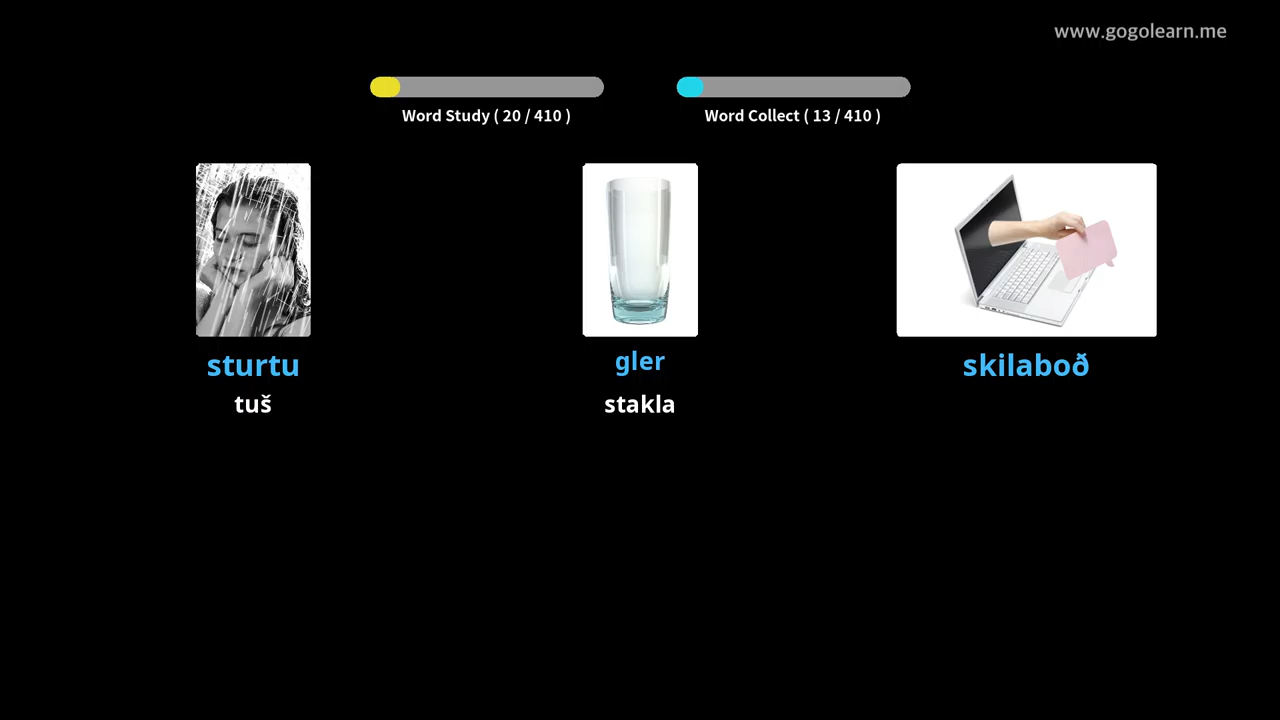 www.gogolearn.me
Word Study ( 20 / 410 )
Word Collect ( 13 / 410 )
sturtu
gler
skilaboð
tuš
stakla